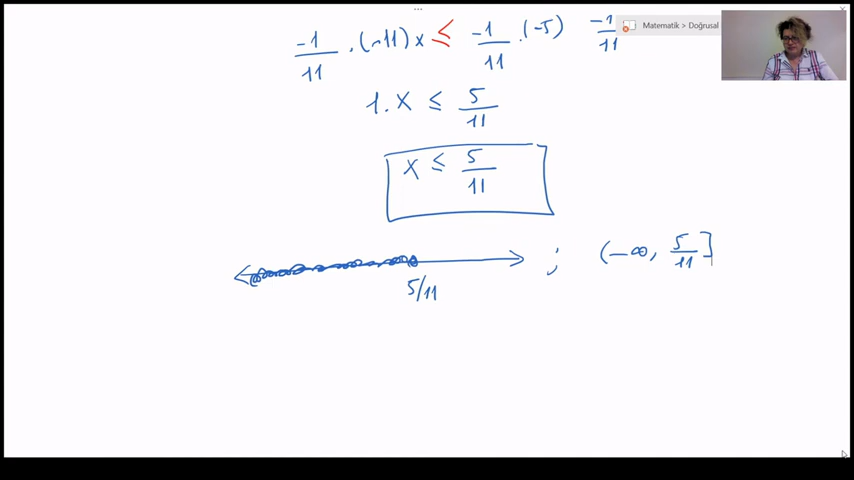 -1/11 . (-11) x ≤ -1/11 . (-5) -1/11
Matematik > Doğrusal
1. x ≤ 5/11
x ≤ 5/11
; (-∞, 5/11]
5/11